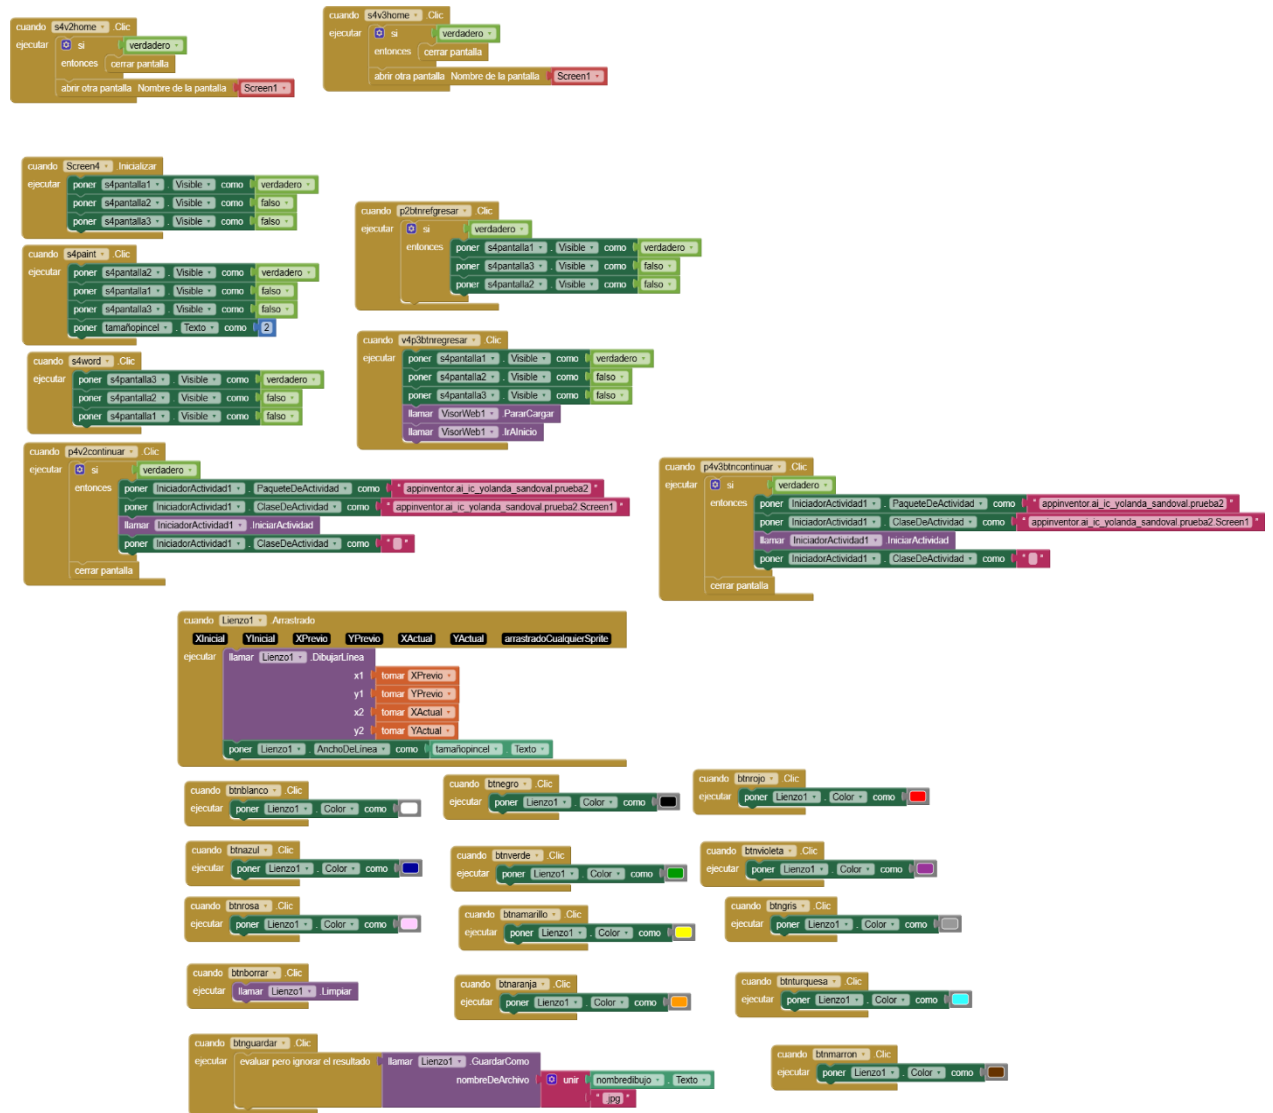 cuando s4v2home .Clic
ejecutar si verdadero
entonces cerrar pantalla
abrir otra pantalla Nombre de la pantalla Screen1
cuando s4v3home .Clic
ejecutar si verdadero
entonces cerrar pantalla
abrir otra pantalla Nombre de la pantalla Screen1
cuando Screen4 .Inicializar
ejecutar poner s4pantalla1 . Visible como verdadero
poner s4pantalla2 . Visible como falso
poner s4pantalla3 . Visible como falso
cuando s4paint .Clic
ejecutar poner s4pantalla2 . Visible como verdadero
poner s4pantalla1 . Visible como falso
poner s4pantalla3 . Visible como falso
poner tamañopincel . Texto como 2
cuando s4word .Clic
ejecutar poner s4pantalla3 . Visible como verdadero
poner s4pantalla2 . Visible como falso
poner s4pantalla1 . Visible como falso
cuando p2btnrefgresar .Clic
ejecutar si verdadero
entonces poner s4pantalla1 . Visible como verdadero
poner s4pantalla3 . Visible como falso
poner s4pantalla2 . Visible como falso
cuando v4p3btnregresar .Clic
ejecutar poner s4pantalla1 . Visible como verdadero
poner s4pantalla2 . Visible como falso
poner s4pantalla3 . Visible como falso
llamar VisorWeb1 .PararCargar
llamar VisorWeb1 .IrAInicio
cuando p4v2continuar .Clic
ejecutar si verdadero
entonces poner IniciadorActividad1 . PaqueteDeActividad como " appinventor.ai_ic_yolanda_sandoval.prueba2 "
poner IniciadorActividad1 . ClaseDeActividad como " appinventor.ai_ic_yolanda_sandoval.prueba2.Screen1 "
llamar IniciadorActividad1 .IniciarActividad
poner IniciadorActividad1 . ClaseDeActividad como " "
cerrar pantalla
cuando p4v3btncontinuar .Clic
ejecutar si verdadero
entonces poner IniciadorActividad1 . PaqueteDeActividad como " appinventor.ai_ic_yolanda_sandoval.prueba2 "
poner IniciadorActividad1 . ClaseDeActividad como " appinventor.ai_ic_yolanda_sandoval.prueba2.Screen1 "
llamar IniciadorActividad1 .IniciarActividad
poner IniciadorActividad1 . ClaseDeActividad como " "
cerrar pantalla
cuando Lienzo1 .Arrastrado
XInicial YInicial XPrevio YPrevio XActual YActual arrastradoCualquierSprite
ejecutar llamar Lienzo1 .DibujarLínea
x1 tomar XPrevio
y1 tomar YPrevio
x2 tomar XActual
y2 tomar YActual
poner Lienzo1 . AnchoDeLínea como tamañopincel . Texto
cuando btnblanco .Clic
ejecutar poner Lienzo1 . Color como
cuando btnegro .Clic
ejecutar poner Lienzo1 . Color como
cuando btnrojo .Clic
ejecutar poner Lienzo1 . Color como
cuando btnazul .Clic
ejecutar poner Lienzo1 . Color como
cuando btnverde .Clic
ejecutar poner Lienzo1 . Color como
cuando btnvioleta .Clic
ejecutar poner Lienzo1 . Color como
cuando btnrosa .Clic
ejecutar poner Lienzo1 . Color como
cuando btnamarillo .Clic
ejecutar poner Lienzo1 . Color como
cuando btngris .Clic
ejecutar poner Lienzo1 . Color como
cuando btnborrar .Clic
ejecutar llamar Lienzo1 .Limpiar
cuando btnaranja .Clic
ejecutar poner Lienzo1 . Color como
cuando btnturquesa .Clic
ejecutar poner Lienzo1 . Color como
cuando btnguardar .Clic
ejecutar evaluar pero ignorar el resultado llamar Lienzo1 .GuardarComo
nombreDeArchivo unir nombredibujo . Texto
" .jpg "
cuando btnmarron .Clic
ejecutar poner Lienzo1 . Color como